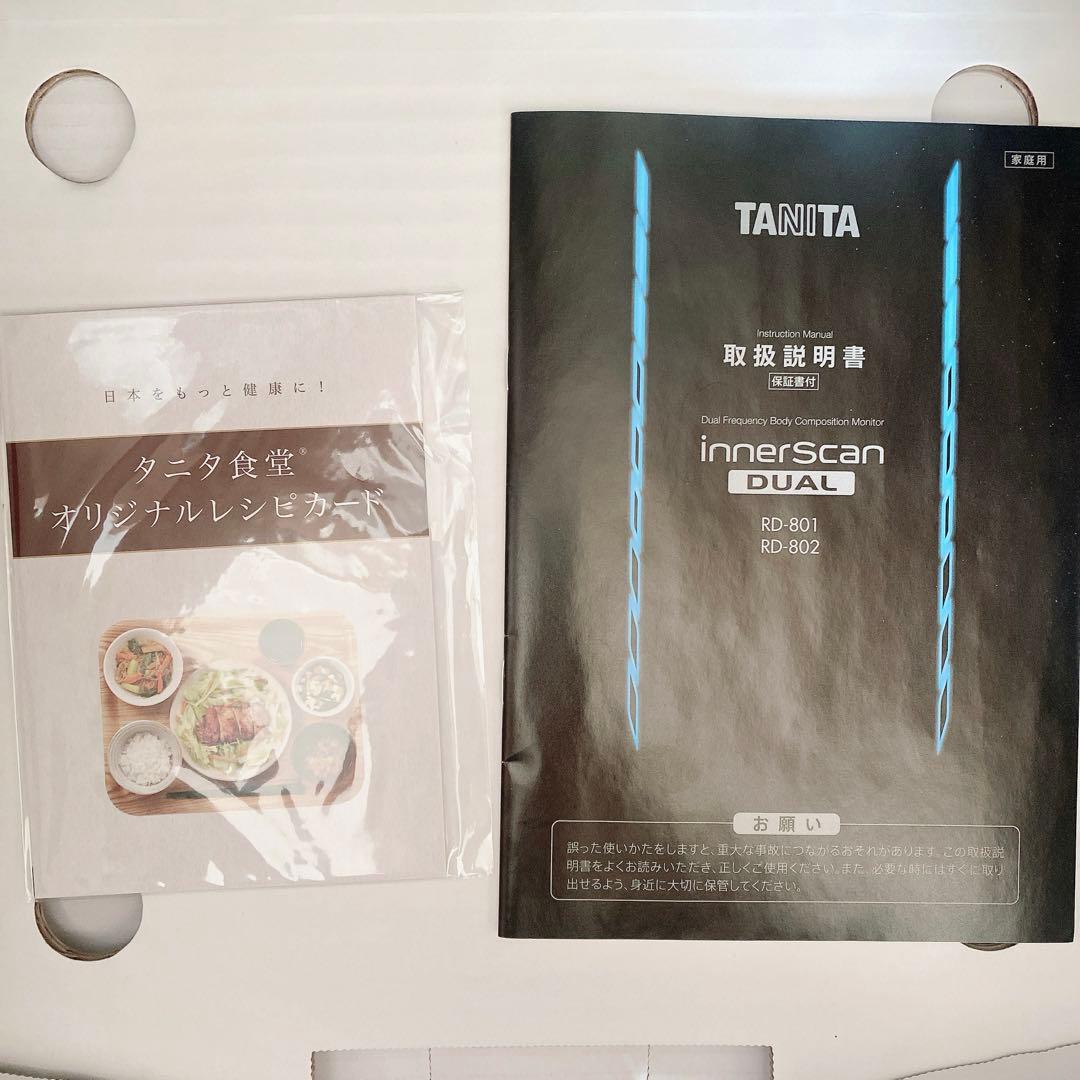 日本をもっと健康に！
タニタ食堂®
オリジナルレシピカード
家庭用
TANITA
Instruction Manual
取扱説明書
保証書付
Dual Frequency Body Composition Monitor
innerScan
DUAL
RD-801
RD-802
お願い
誤った使いかたをしますと、重大な事故につながるおそれがあります。この取扱説
明書をよくお読みいただき、正しくご使用ください。また、必要な時にはすぐに取り
出せるよう、身近に大切に保管してください。